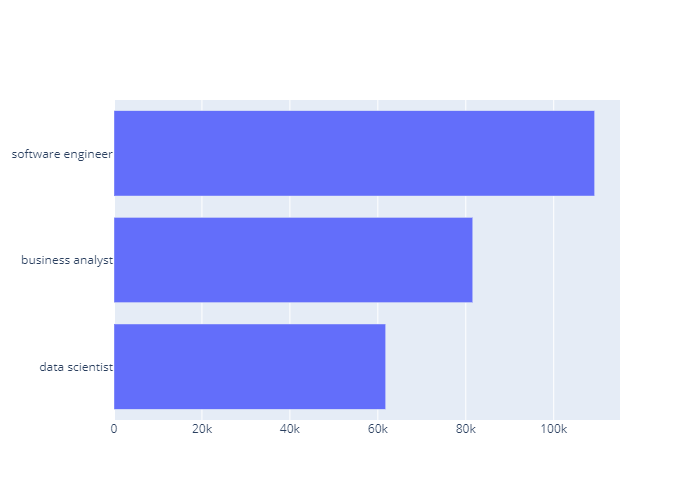 software engineer
business analyst
data scientist
0 20k 40k 60k 80k 100k